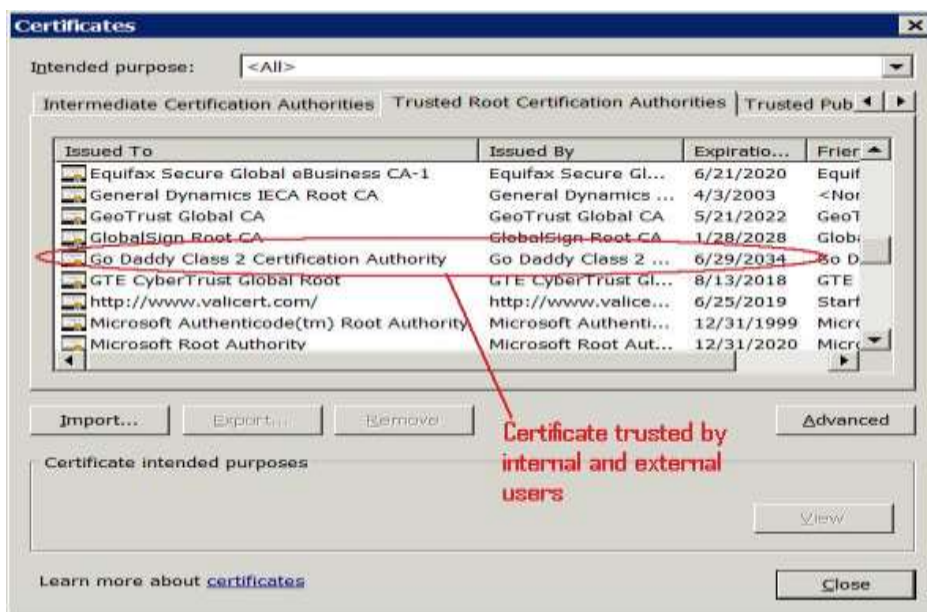 Certificates
Intended purpose: <All>
Intermediate Certification Authorities Trusted Root Certification Authorities Trusted Pub
Issued To Issued By Expiratio... Frier
Equifax Secure Global eBusiness CA-1 Equifax Secure Gl... 6/21/2020 Equif
General Dynamics IECA Root CA General Dynamics ... 4/3/2003 <Nor
GeoTrust Global CA GeoTrust Global CA 5/21/2022 GeoT
GlobalSign Root CA GlobalSign Root CA 1/28/2028 Globa
Go Daddy Class 2 Certification Authority Go Daddy Class 2 ... 6/29/2034 Go D
GTE CyberTrust Global Root GTE CyberTrust Gl... 8/13/2018 GTE
http://www.valicert.com/ http://www.valice... 6/25/2019 Starf
Microsoft Authenticode(tm) Root Authority Microsoft Authenti... 12/31/1999 Micro
Microsoft Root Authority Microsoft Root Aut... 12/31/2020 Micro
Import... Export... Remove Advanced
Certificate trusted by
internal and external
users
Certificate intended purposes
View
Learn more about certificates
Close